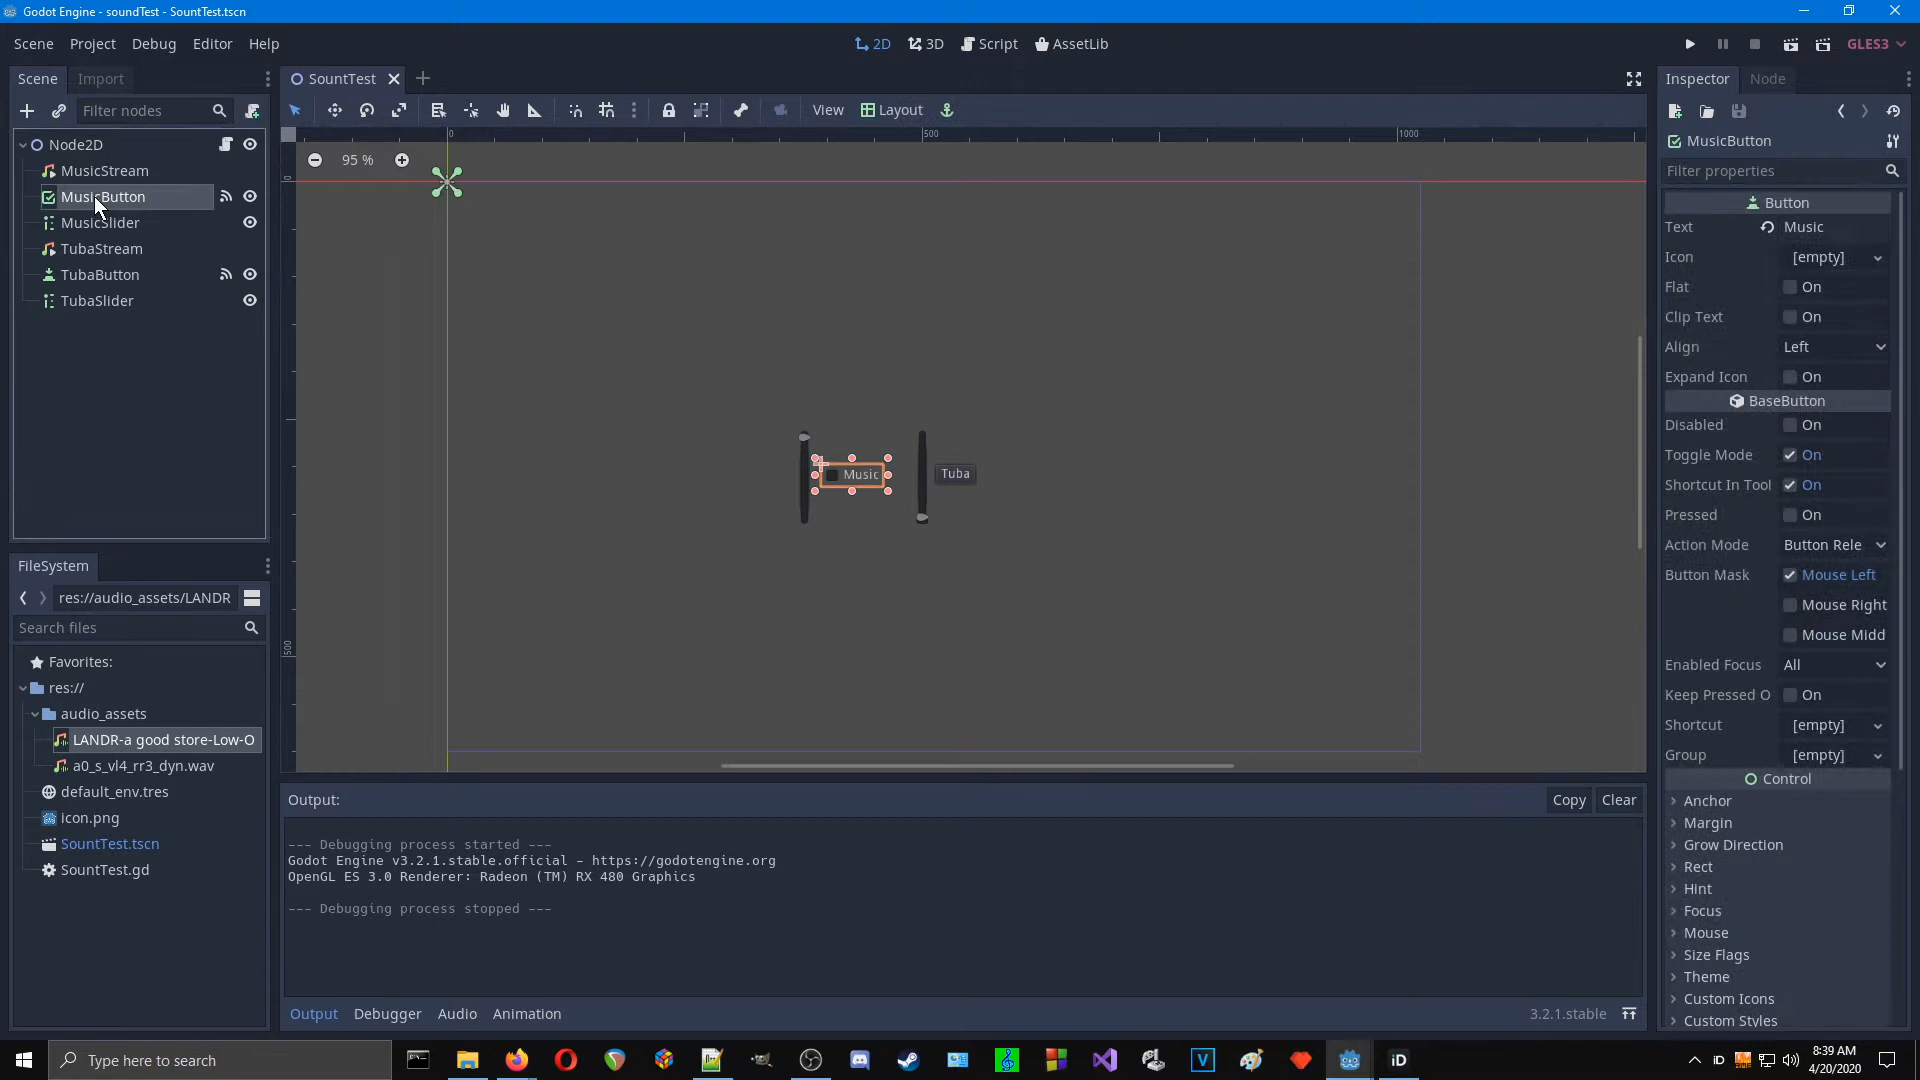 Godot Engine - soundTest - SountTest.tscn
Scene Project Debug Editor Help
2D 3D Script AssetLib
GLES3
Scene Import
Filter nodes
Node2D
MusicStream
MusicButton
MusicSlider
TubaStream
TubaButton
TubaSlider
FileSystem
res://audio_assets/LANDR
Search files
Favorites:
res://
audio_assets
LANDR-a good store-Low-O
a0_s_vl4_rr3_dyn.wav
default_env.tres
icon.png
SountTest.tscn
SountTest.gd
SountTest
View Layout
0 500 1000
95 %
0
500
Music
Tuba
Output:
Copy Clear
--- Debugging process started ---
Godot Engine v3.2.1.stable.official - https://godotengine.org
OpenGL ES 3.0 Renderer: Radeon (TM) RX 480 Graphics
--- Debugging process stopped ---
Output Debugger Audio Animation
3.2.1.stable
Inspector Node
MusicButton
Filter properties
Button
Text Music
Icon [empty]
Flat On
Clip Text On
Align Left
Expand Icon On
BaseButton
Disabled On
Toggle Mode On
Shortcut In Tool On
Pressed On
Action Mode Button Rele
Button Mask Mouse Left
Mouse Right
Mouse Midd
Enabled Focus All
Keep Pressed O On
Shortcut [empty]
Group [empty]
Control
Anchor
Margin
Grow Direction
Rect
Hint
Focus
Mouse
Size Flags
Theme
Custom Icons
Custom Styles
Type here to search
iD
iD
8:39 AM
4/20/2020